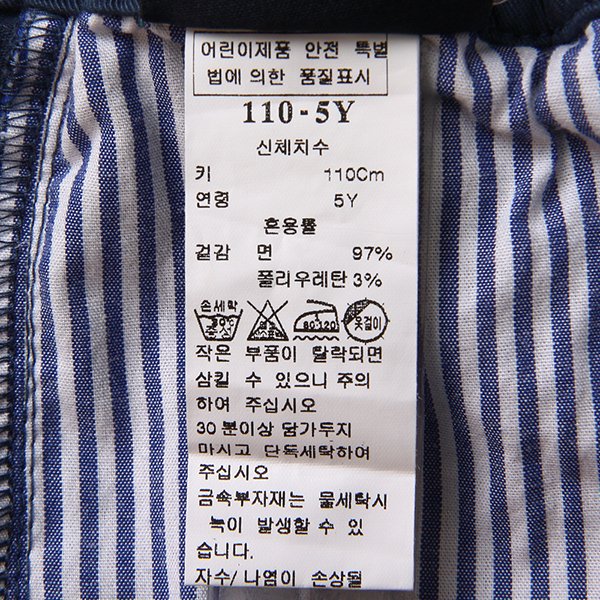 어린이제품 안전 특별
법에 의한 품질표시
110-5Y
신체치수
키 110Cm
연령 5Y
혼용률
겉감 면 97%
폴리우레탄 3%
손세탁 80-120 옷걸이
작은 부품이 탈락되면
삼킬 수 있으니 주의
하여 주십시오
30 분이상 담가두지
마시고 단독세탁하여
주십시오
금속부자재는 물세탁시
녹이 발생할 수 있
습니다.
자수/ 나염이 손상될